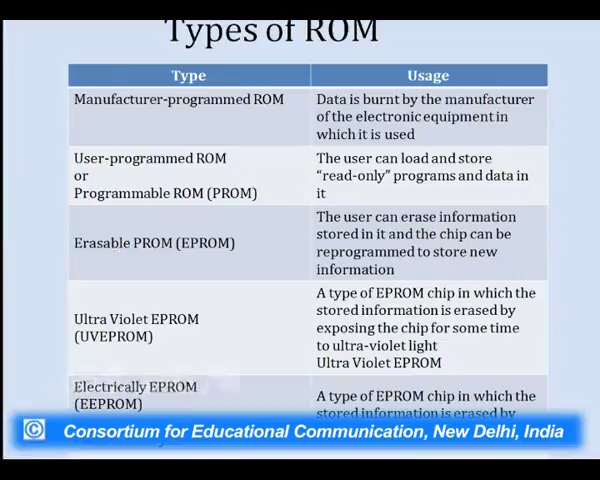 Types of ROM
Type Usage
Manufacturer-programmed ROM
Data is burnt by the manufacturer
of the electronic equipment in
which it is used
User-programmed ROM
or
Programmable ROM (PROM)
The user can load and store
“read-only” programs and data in
it
Erasable PROM (EPROM)
The user can erase information
stored in it and the chip can be
reprogrammed to store new
information
Ultra Violet EPROM
(UVEPROM)
A type of EPROM chip in which the
stored information is erased by
exposing the chip for some time
to ultra-violet light
Ultra Violet EPROM
Electrically EPROM
(EEPROM)
A type of EPROM chip in which the
stored information is erased by
© Consortium for Educational Communication, New Delhi, India